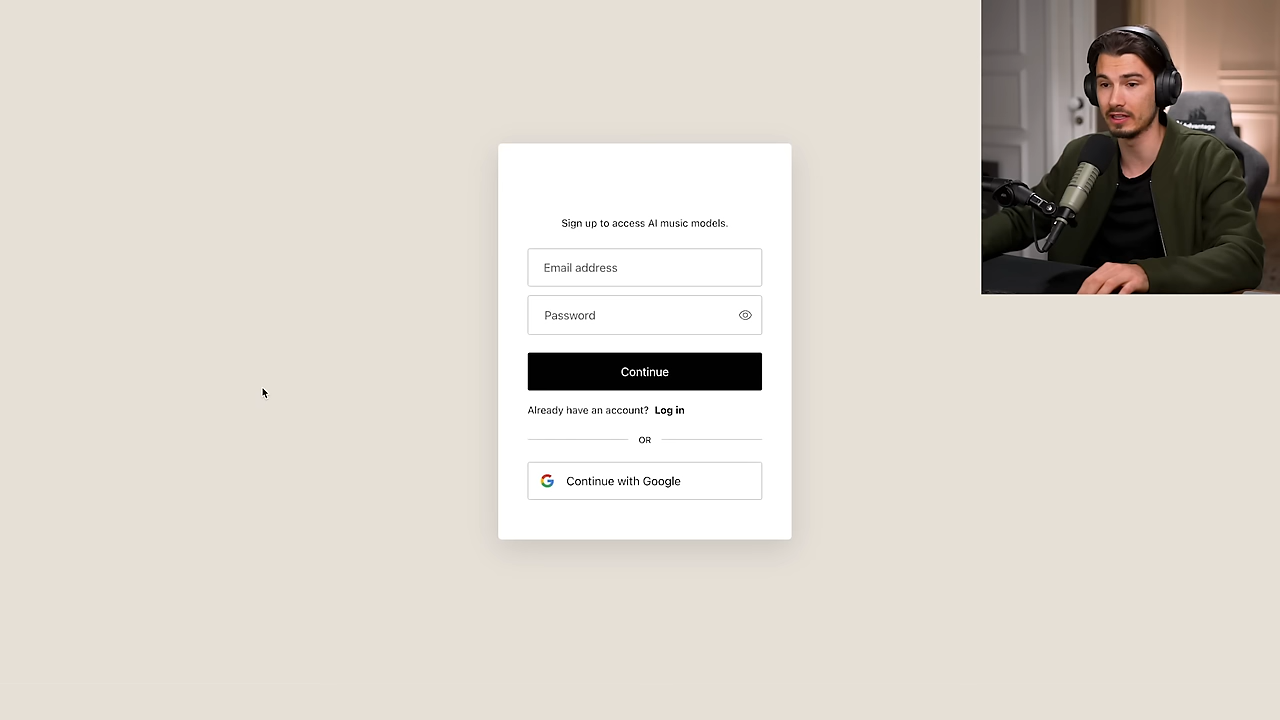 Sign up to access AI music models.
Email address
Password
Continue
Already have an account? Log in
OR
Continue with Google
Advantage